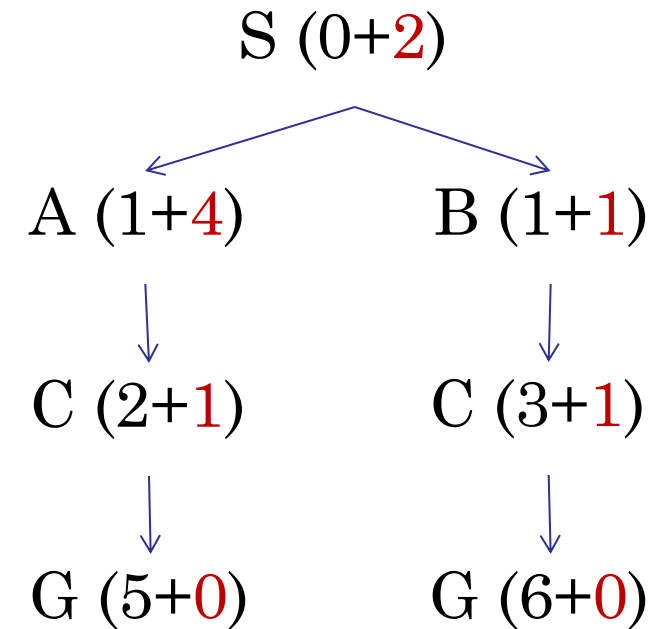 S (0+2)
A (1+4) B (1+1)
C (2+1) C (3+1)
G (5+0) G (6+0)